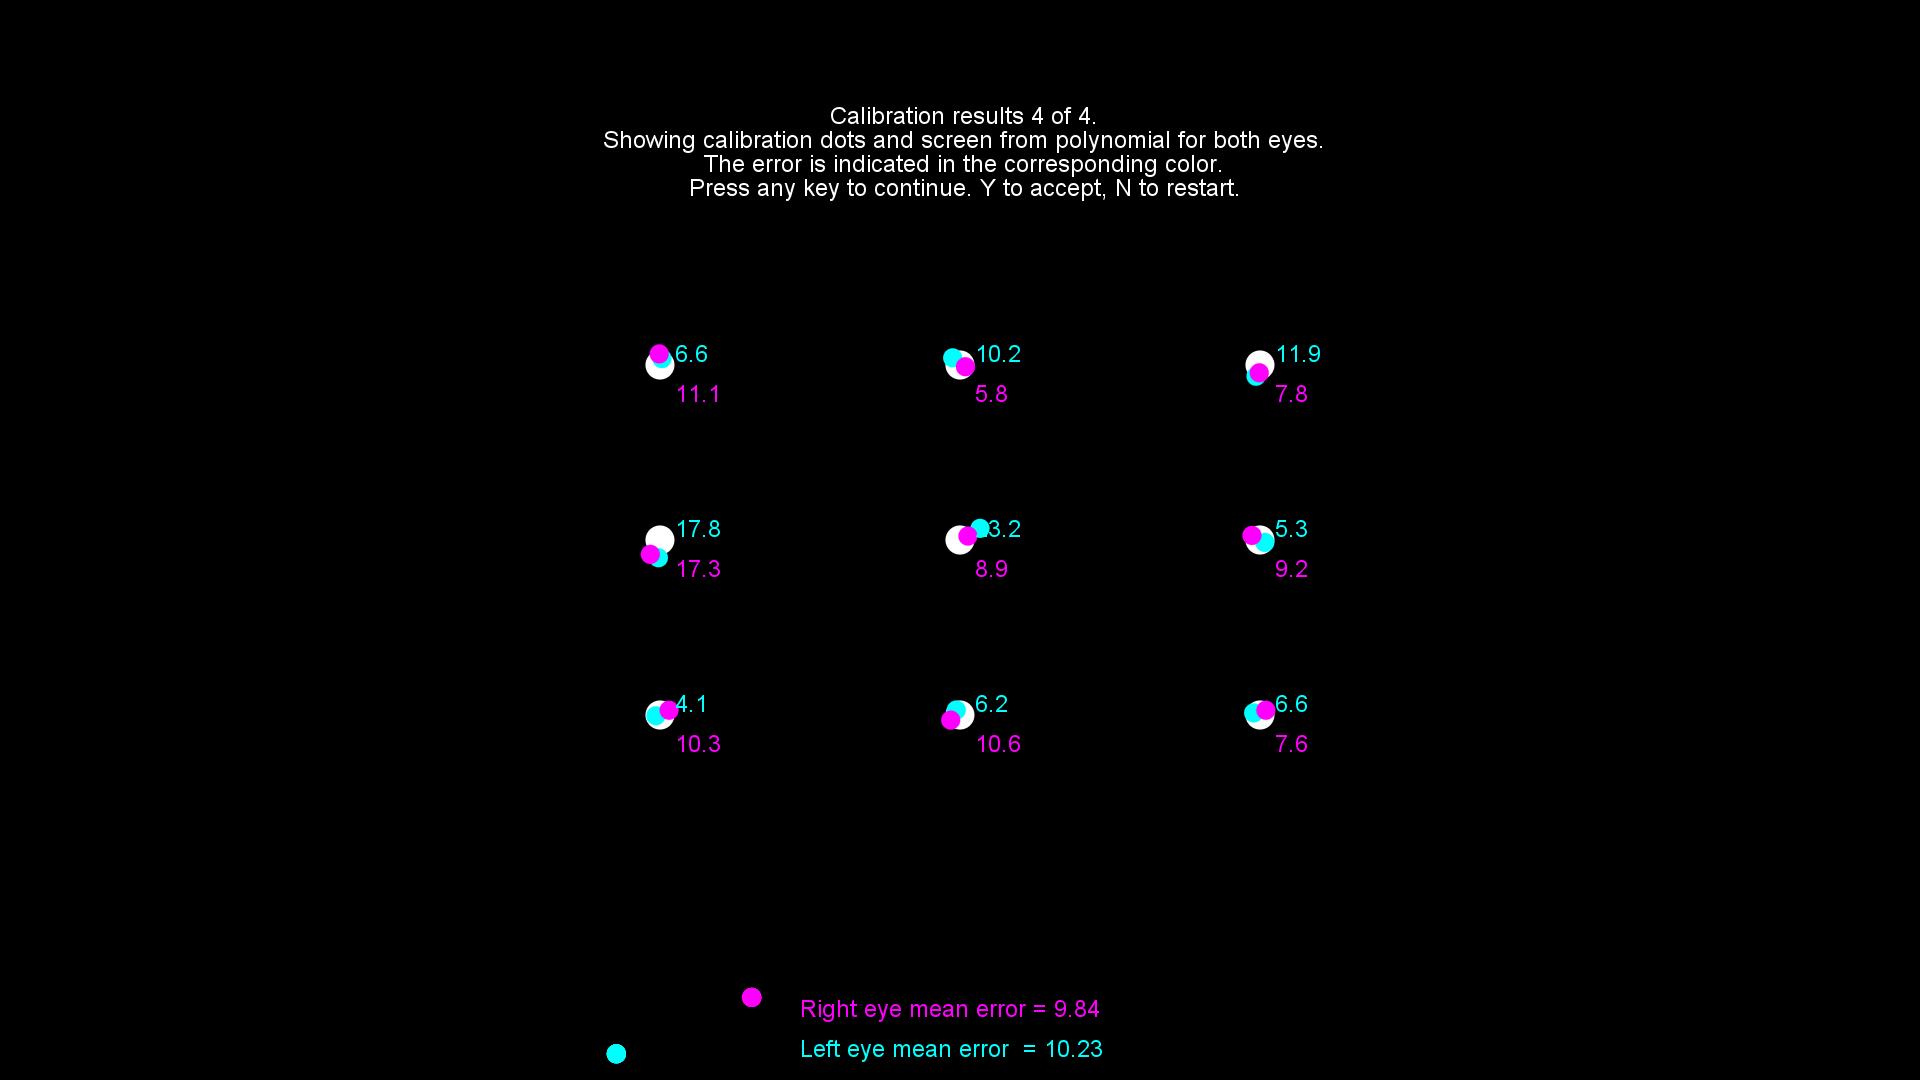 Calibration results 4 of 4.
Showing calibration dots and screen from polynomial for both eyes.
The error is indicated in the corresponding color.
Press any key to continue. Y to accept, N to restart.
6.6 10.2 11.9
11.1 5.8 7.8
17.8 3.2 5.3
17.3 8.9 9.2
4.1 6.2 6.6
10.3 10.6 7.6
Right eye mean error = 9.84
Left eye mean error = 10.23